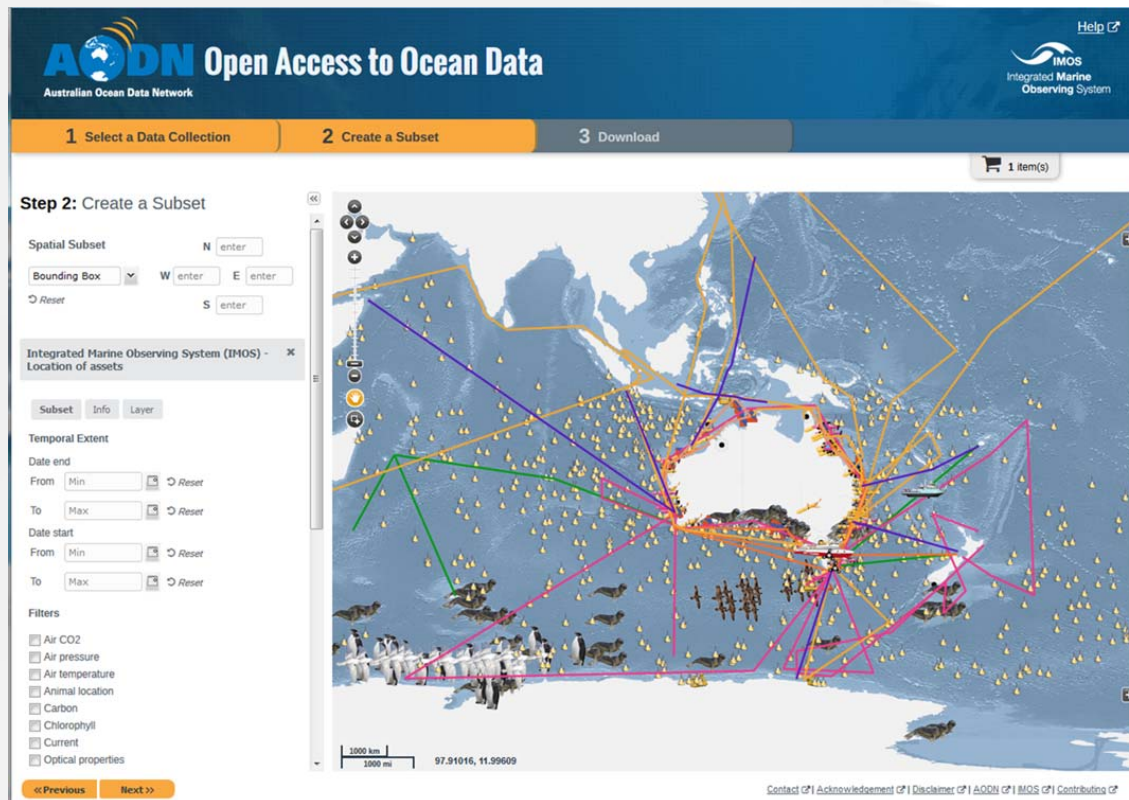 Help
AODN Open Access to Ocean Data
Australian Ocean Data Network
IMOS
Integrated Marine
Observing System
1 Select a Data Collection
2 Create a Subset
3 Download
1 item(s)
Step 2: Create a Subset
Spatial Subset
N enter
Bounding Box
W enter E enter
Reset
S enter
Integrated Marine Observing System (IMOS) -
Location of assets
Subset Info Layer
Temporal Extent
Date end
From Min Reset
To Max Reset
Date start
From Min Reset
To Max Reset
Filters
Air CO2
Air pressure
Air temperature
Animal location
Carbon
Chlorophyll
Current
Optical properties
1000 km
1000 mi
97.91016, 11.99609
«Previous Next »
Contact | Acknowledgement | Disclaimer | AODN | IMOS | Contributing